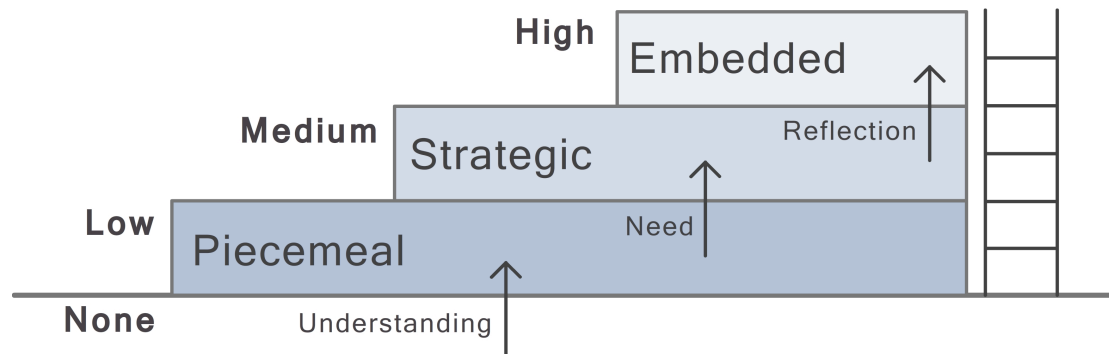 High
Embedded
Reflection
Medium
Strategic
Need
Low
Piecemeal
None
Understanding